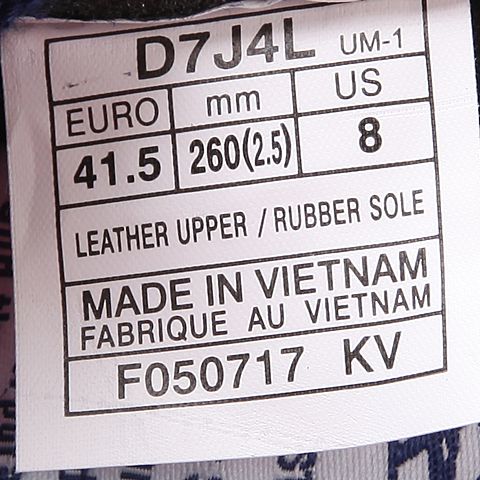 D7J4L UM-1
EURO mm US
41.5 260(2.5) 8
LEATHER UPPER / RUBBER SOLE
MADE IN VIETNAM
FABRIQUE AU VIETNAM
F050717 KV